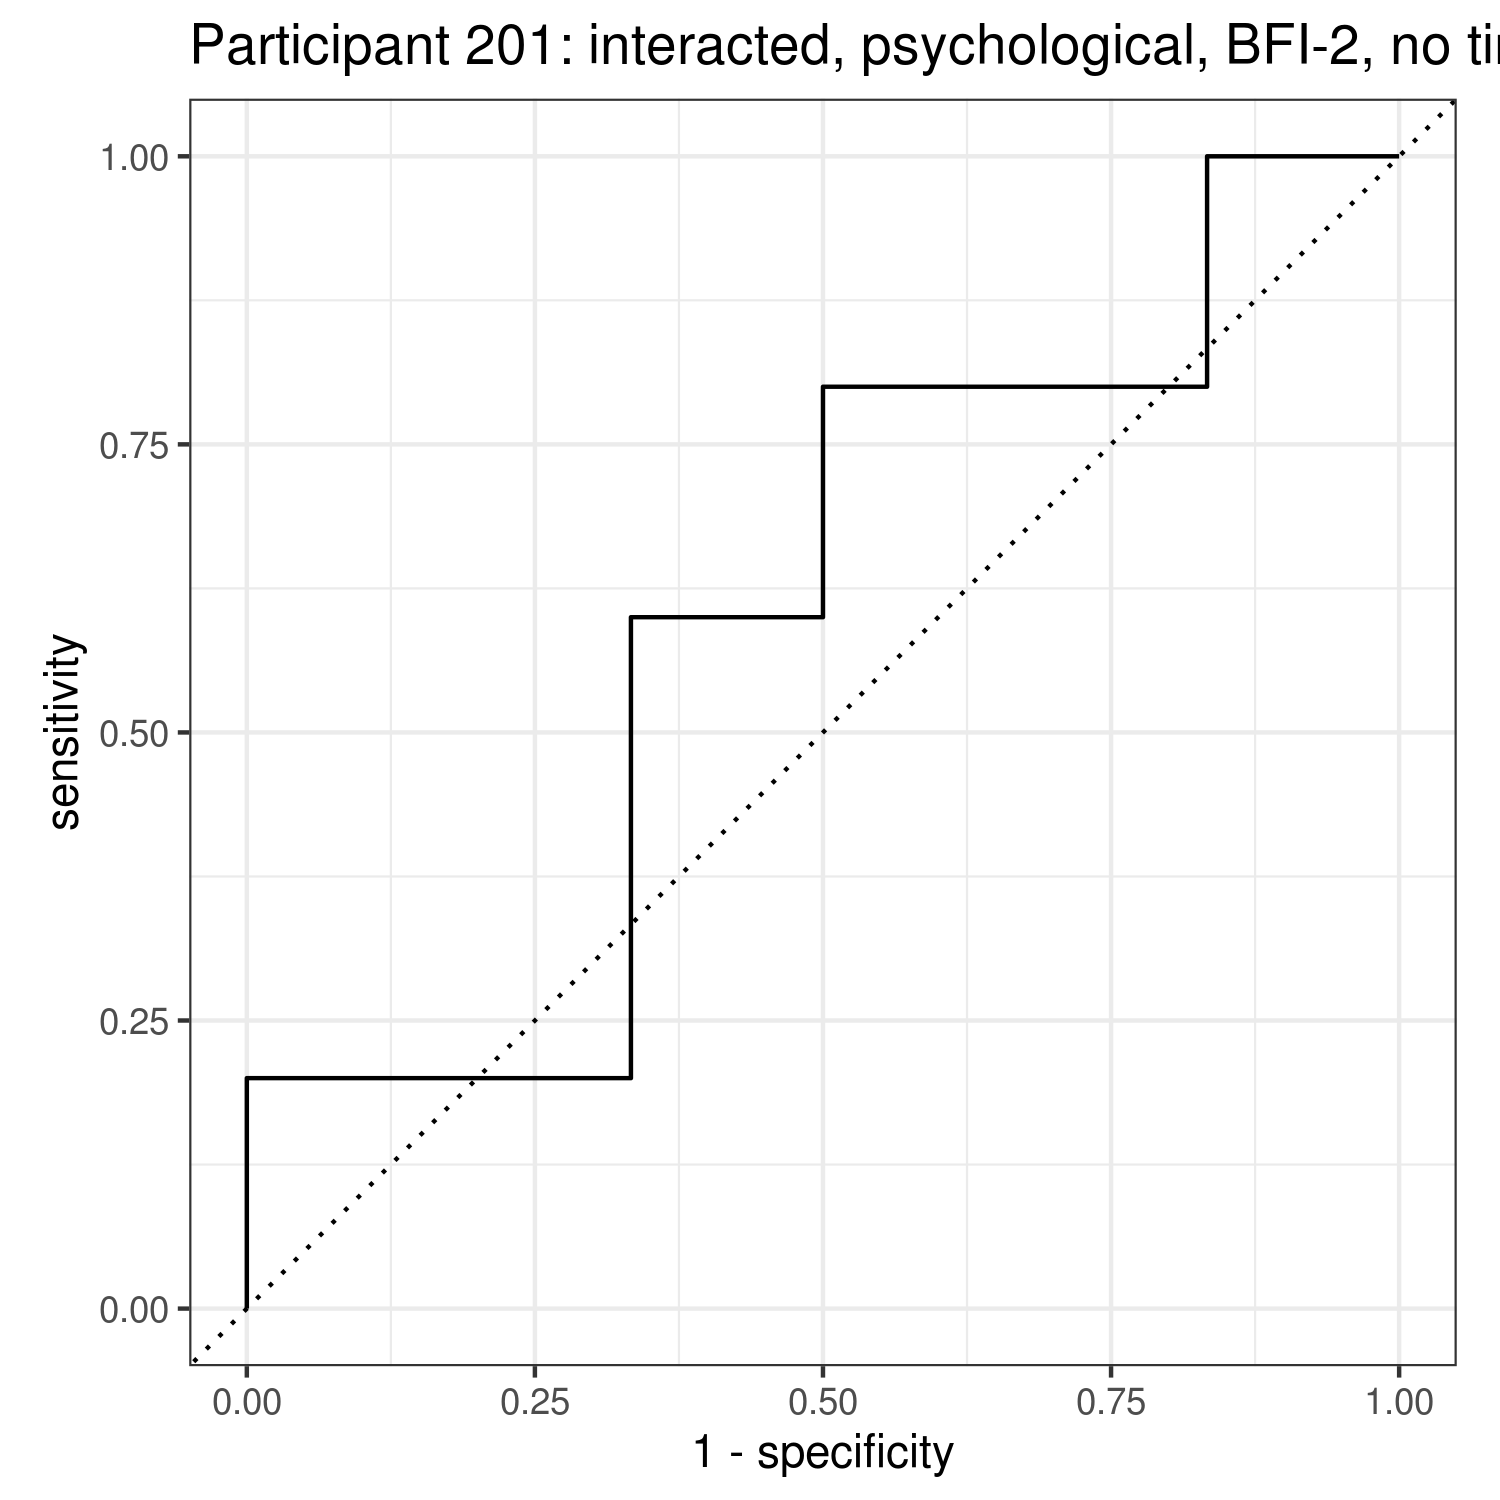 Participant 201: interacted, psychological, BFI-2, no
1.00
0.75
0.50
0.25
0.00
sensitivity
0.00 0.25 0.50 0.75 1.00
1 - specificity